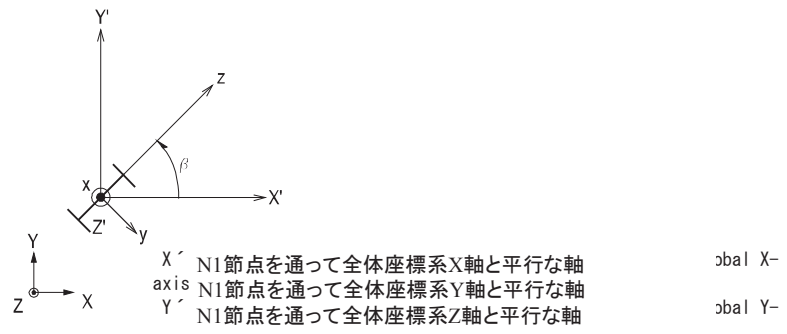 Y'
z
β
x
X'
Z'
y
Y
Z
X
X´ N1節点を通って全体座標系X軸と平行な軸 obal X-
axis N1節点を通って全体座標系Y軸と平行な軸
Y´ N1節点を通って全体座標系Z軸と平行な軸 obal Y-